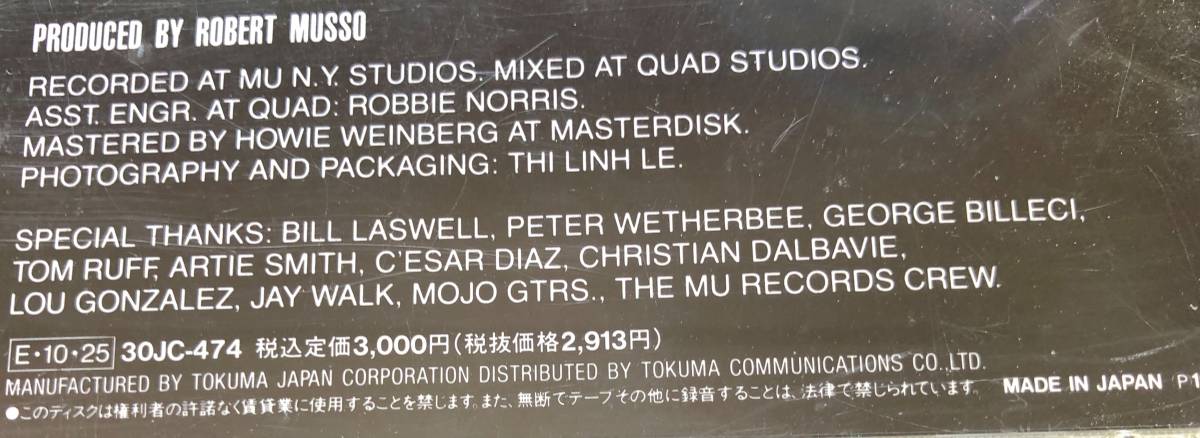 PRODUCED BY ROBERT MUSSO
RECORDED AT MU N.Y. STUDIOS. MIXED AT QUAD STUDIOS.
ASST. ENGR. AT QUAD: ROBBIE NORRIS.
MASTERED BY HOWIE WEINBERG AT MASTERDISK.
PHOTOGRAPHY AND PACKAGING: THI LINH LE.
SPECIAL THANKS: BILL LASWELL, PETER WETHERBEE, GEORGE BILLECI,
TOM RUFF, ARTIE SMITH, C'ESAR DIAZ, CHRISTIAN DALBAVIE,
LOU GONZALEZ, JAY WALK, MOJO GTRS., THE MU RECORDS CREW.
E・10・25 30JC-474 税込定価3,000円(税抜価格2,913円)
MANUFACTURED BY TOKUMA JAPAN CORPORATION DISTRIBUTED BY TOKUMA COMMUNICATIONS CO.,LTD. MADE IN JAPAN
●このディスクは権利者の許諾なく賃貸業に使用することを禁じます。また、無断でテープその他に録音することは、法律で禁じられています。